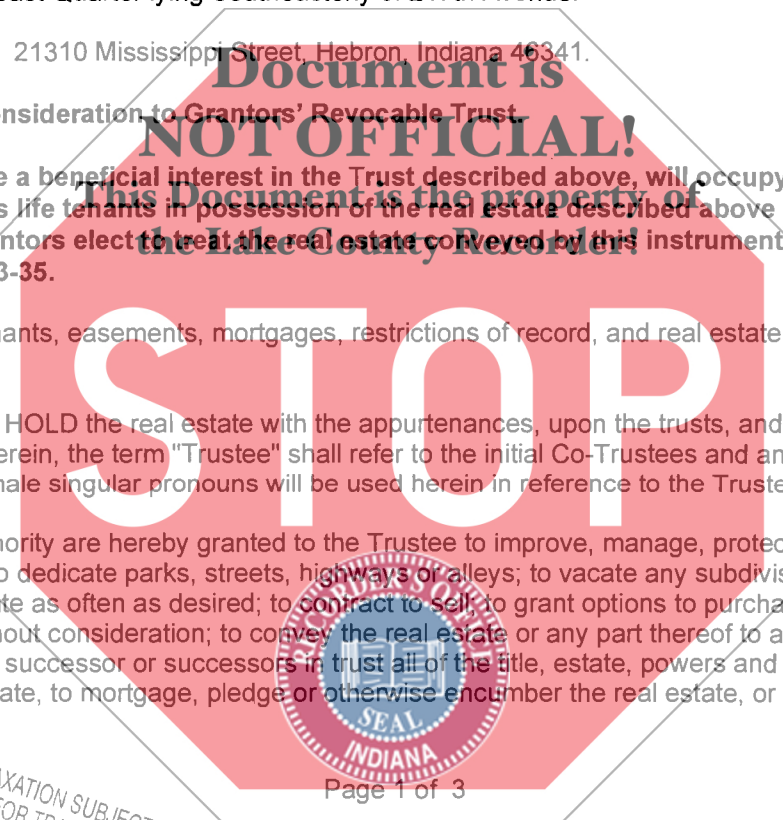 21310 Mississippi Street, Hebron, Indiana 46341.
Document is
nsideration to Grantors' Revocable Trust.
NOT OFFICIAL!
e a beneficial interest in the Trust described above, will occupy
This Document is the property of
s life tenants in possession of the real estate described above
ntors elect to treat the real estate conveyed by this instrument
the Lake County Recorder!
3-35.
nants, easements, mortgages, restrictions of record, and real estate
STOP
HOLD the real estate with the appurtenances, upon the trusts, and
erein, the term "Trustee" shall refer to the initial Co-Trustees and an
nale singular pronouns will be used herein in reference to the Truste
nority are hereby granted to the Trustee to improve, manage, protec
o dedicate parks, streets, highways or alleys; to vacate any subdivis
te as often as desired; to contract to sell; to grant options to purcha
hout consideration; to convey the real estate or any part thereof to a
successor or successors in trust all of the title, estate, powers and
ate, to mortgage, pledge or otherwise encumber the real estate, or
RECORDER'S OFFICE
SEAL
INDIANA
Page 1 of 3
AXATION SUBJECT